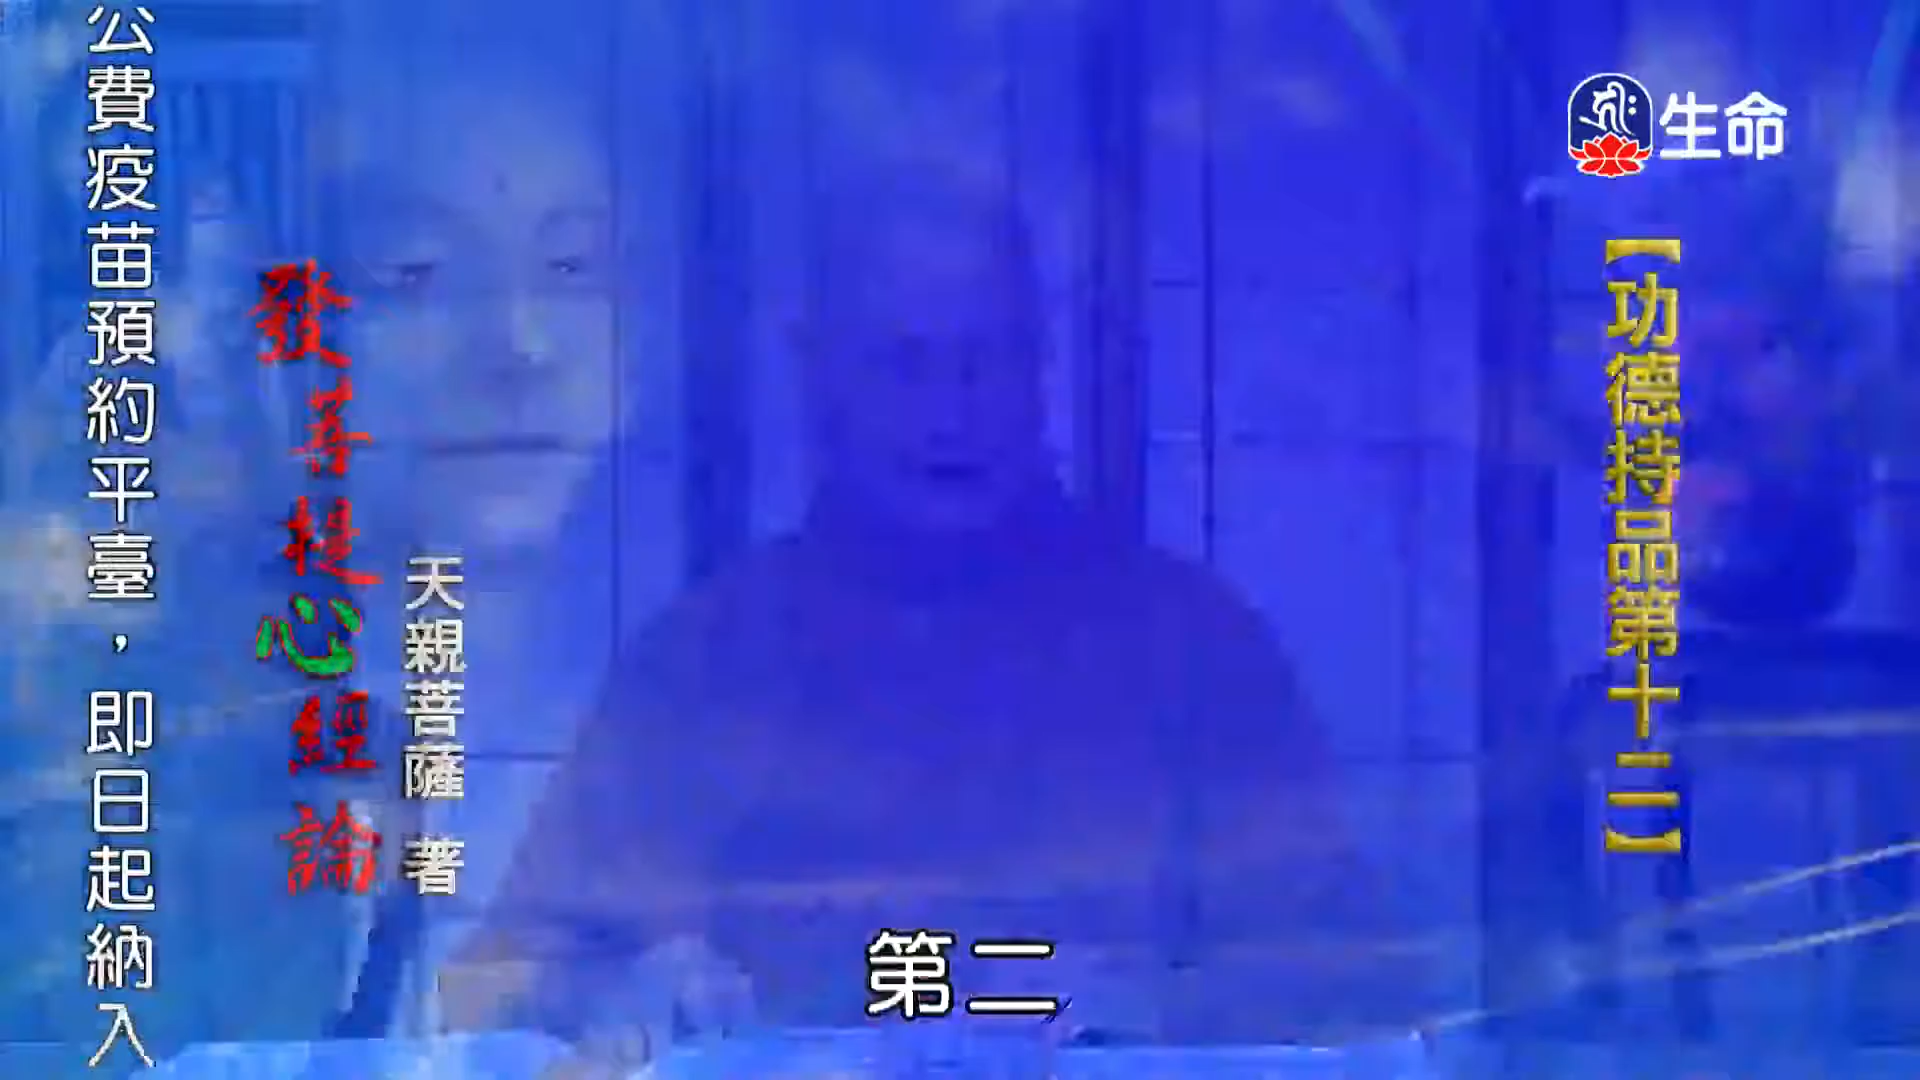 生命
【功德持品第十二】
天親菩薩 著
發菩提心經論
公費疫苗預約平臺，即日起納入
第二